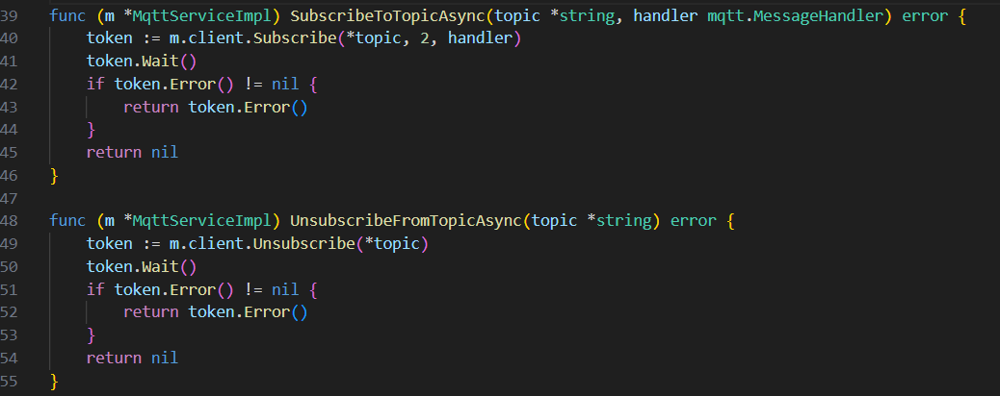 39 func (m *MqttServiceImpl) SubscribeToTopicAsync(topic *string, handler mqtt.MessageHandler) error {
40     token := m.client.Subscribe(*topic, 2, handler)
41     token.Wait()
42     if token.Error() != nil {
43         return token.Error()
44     }
45     return nil
46 }
47
48 func (m *MqttServiceImpl) UnsubscribeFromTopicAsync(topic *string) error {
49     token := m.client.Unsubscribe(*topic)
50     token.Wait()
51     if token.Error() != nil {
52         return token.Error()
53     }
54     return nil
55 }